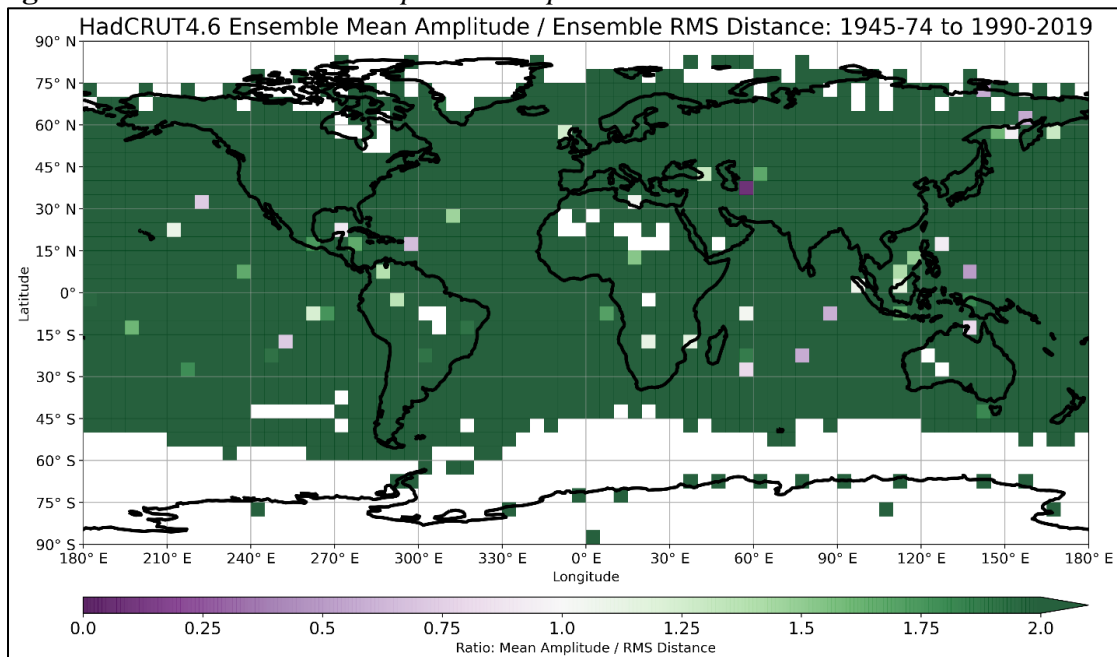 HadCRUT4.6 Ensemble Mean Amplitude / Ensemble RMS Distance: 1945-74 to 1990-2019
90° N
75° N
60° N
45° N
30° N
15° N
0°
15° S
30° S
45° S
60° S
75° S
90° S
Latitude
180° E 210° E 240° E 270° E 300° E 330° E 0° E 30° E 60° E 90° E 120° E 150° E 180° E
Longitude
0.0 0.25 0.5 0.75 1.0 1.25 1.5 1.75 2.0
Ratio: Mean Amplitude / RMS Distance